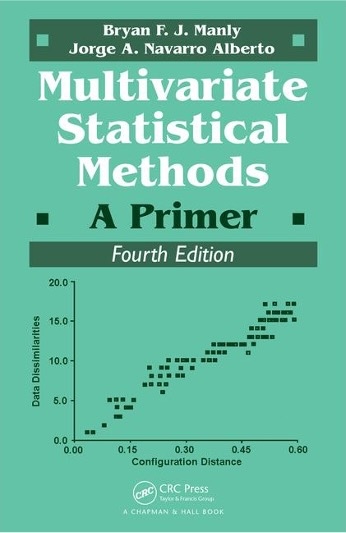 Bryan F. J. Manly
Jorge A. Navarro Alberto
Multivariate
Statistical
Methods
A Primer
Fourth Edition
20.0
15.0
10.0
5.0
0.0
Data Dissimilarities
0.00 0.15 0.30 0.45 0.60
Configuration Distance
CRC CRC Press
Taylor & Francis Group
A CHAPMAN & HALL BOOK